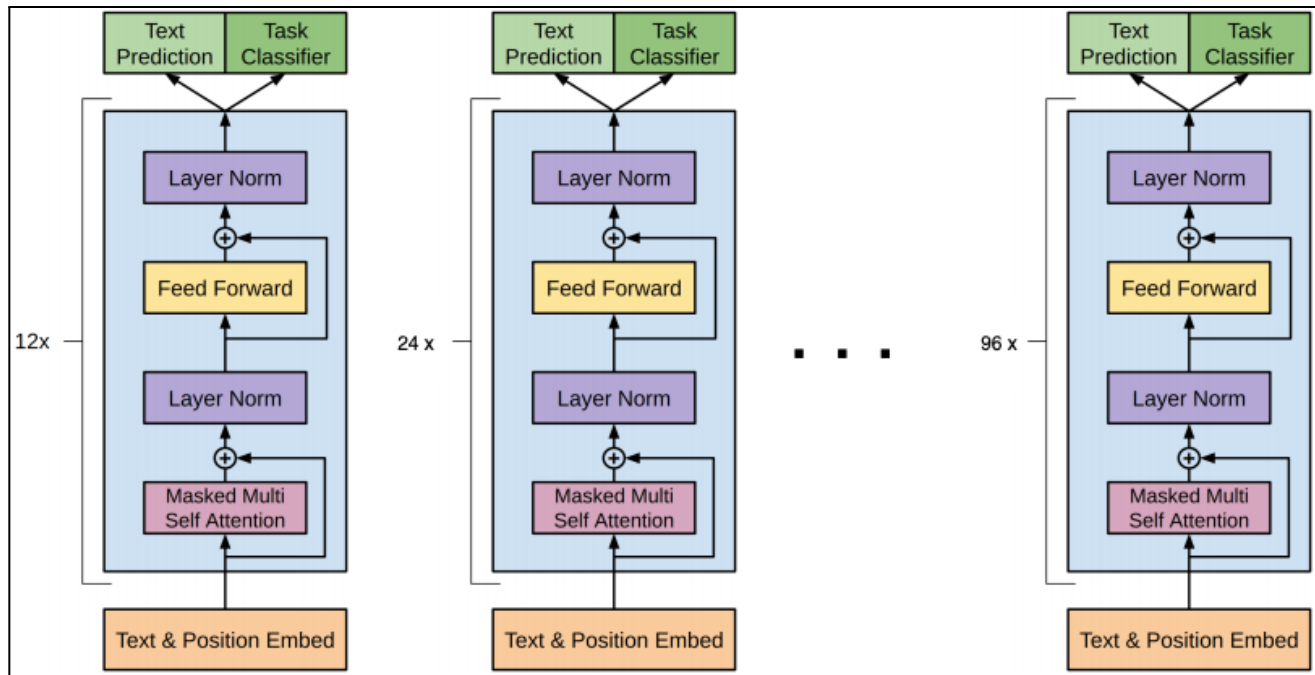 Text
Prediction
Task
Classifier
Layer Norm
Feed Forward
12x
Layer Norm
Masked Multi
Self Attention
Text & Position Embed
Text
Prediction
Task
Classifier
Layer Norm
Feed Forward
24 x
Layer Norm
Masked Multi
Self Attention
Text & Position Embed
. . .
Text
Prediction
Task
Classifier
Layer Norm
Feed Forward
96 x
Layer Norm
Masked Multi
Self Attention
Text & Position Embed